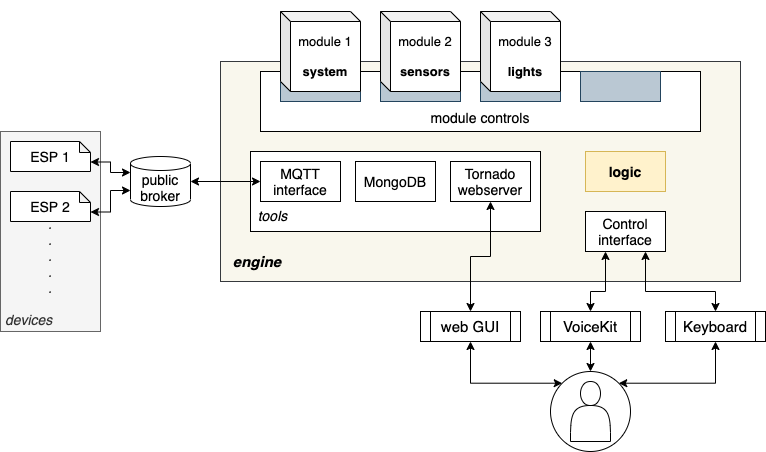 module 1
system
module 2
sensors
module 3
lights
module controls
ESP 1
ESP 2
devices
public
broker
MQTT
interface
MongoDB
Tornado
webserver
tools
logic
Control
interface
engine
web GUI
VoiceKit
Keyboard